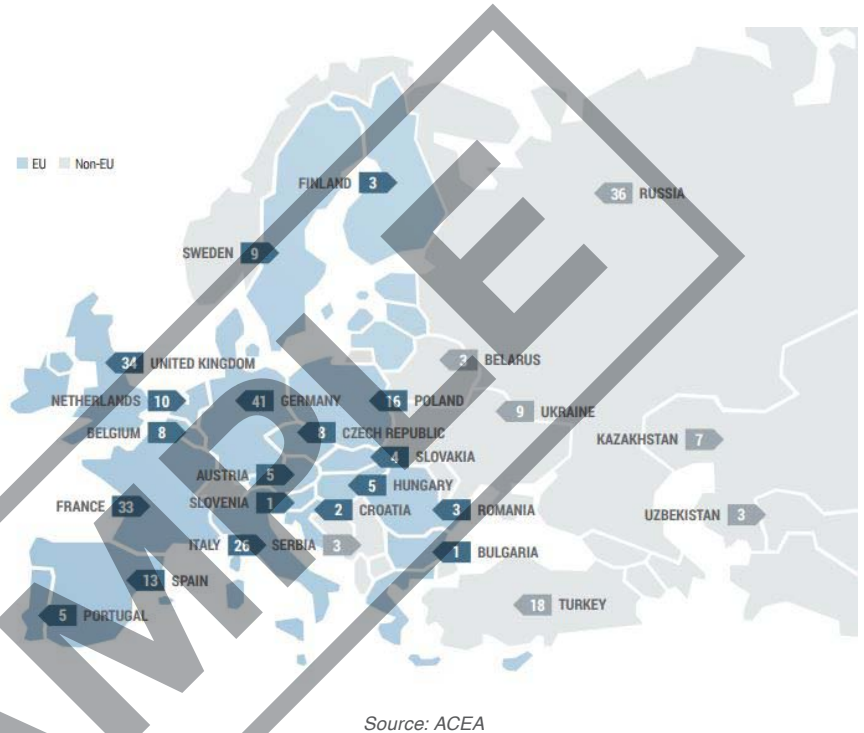 EU Non-EU
FINLAND 3
36 RUSSIA
SWEDEN 9
34 UNITED KINGDOM
3 BELARUS
NETHERLANDS 10
41 GERMANY
16 POLAND
9 UKRAINE
BELGIUM 8
8 CZECH REPUBLIC
KAZAKHSTAN 7
4 SLOVAKIA
AUSTRIA 5
5 HUNGARY
FRANCE 33
SLOVENIA 1
2 CROATIA
3 ROMANIA
UZBEKISTAN 3
ITALY 26
SERBIA 3
1 BULGARIA
13 SPAIN
18 TURKEY
5 PORTUGAL
Source: ACEA
AMPLE